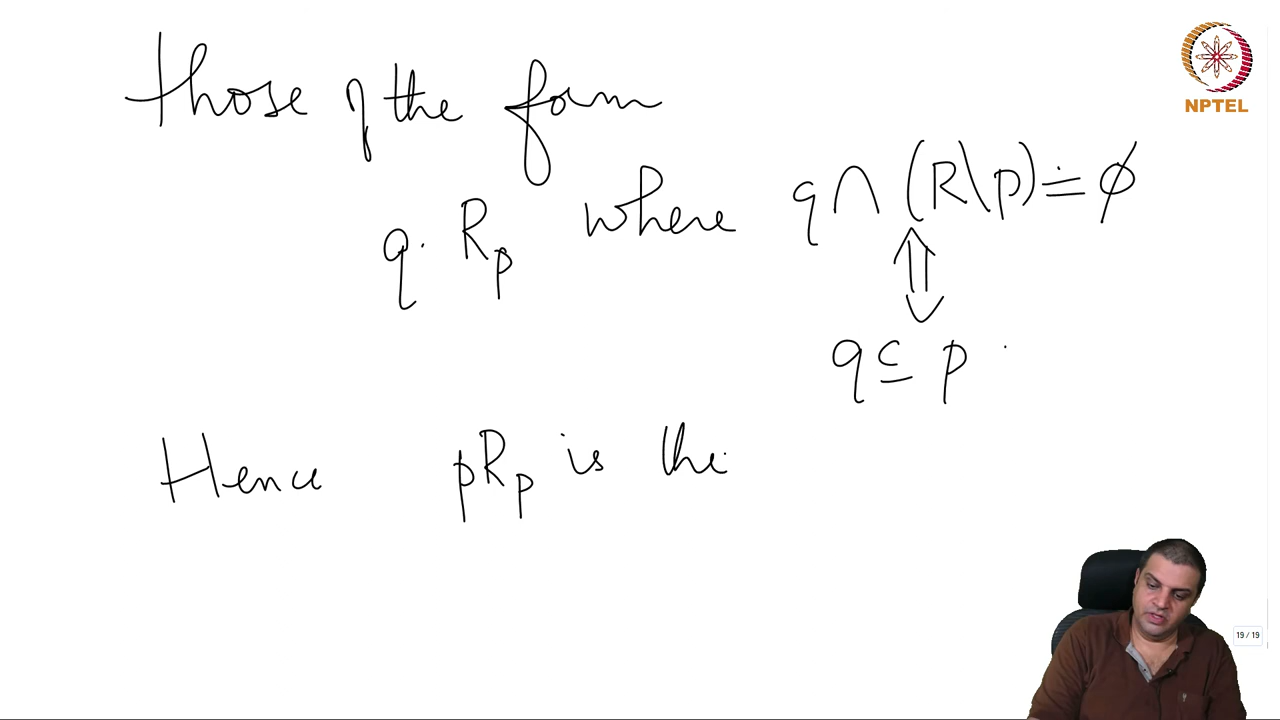 those of the form
q. R_p where q ∩ (R\p) = ϕ
⇕
q ⊆ p.
Hence pR_p is the
NPTEL
19 / 19